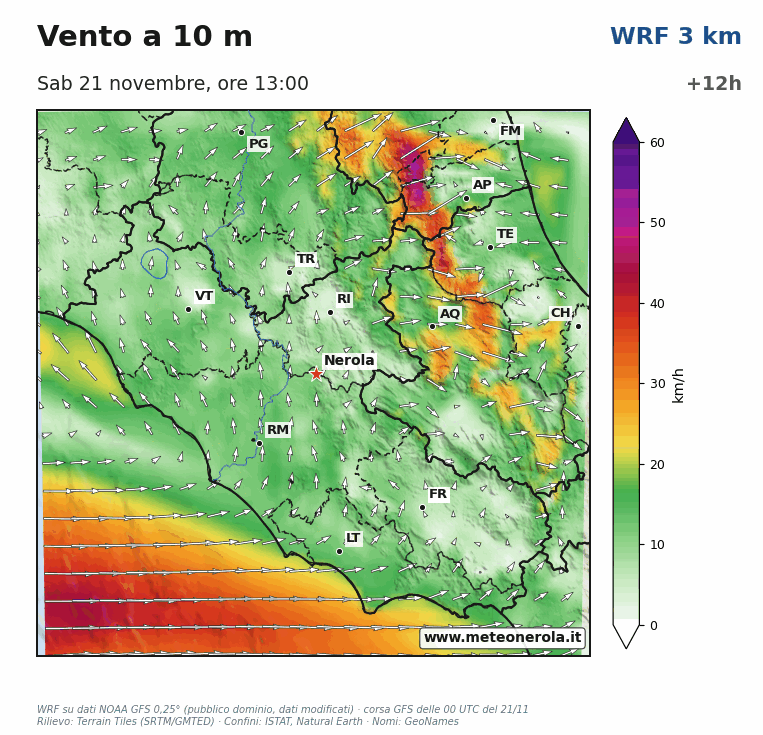 Vento a 10 m
WRF 3 km
Sab 21 novembre, ore 13:00
+12h
FM
PG
AP
TE
TR
RI
VT
AQ
CH
Nerola
RM
FR
LT
www.meteonerola.it
60
50
40
30
20
10
0
km/h
WRF su dati NOAA GFS 0,25° (pubblico dominio, dati modificati) · corsa GFS delle 00 UTC del 21/11
Rilievo: Terrain Tiles (SRTM/GMTED) · Confini: ISTAT, Natural Earth · Nomi: GeoNames